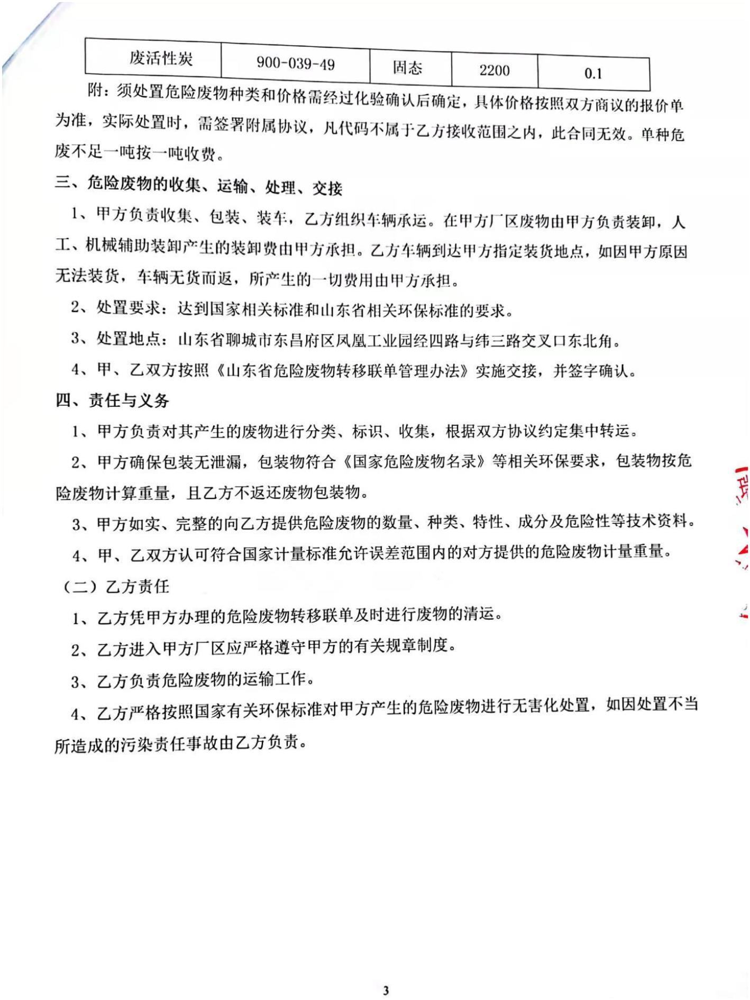 废活性炭 900-039-49 固态 2200 0.1
附：须处置危险废物种类和价格需经过化验确认后确定，具体价格按照双方商议的报价单
为准，实际处置时，需签署附属协议，凡代码不属于乙方接收范围之内，此合同无效。单种危
废不足一吨按一吨收费。
三、危险废物的收集、运输、处理、交接
1、甲方负责收集、包装、装车，乙方组织车辆承运。在甲方厂区废物由甲方负责装卸，人
工、机械辅助装卸产生的装卸费由甲方承担。乙方车辆到达甲方指定装货地点，如因甲方原因
无法装货，车辆无货而返，所产生的一切费用由甲方承担。
2、处置要求：达到国家相关标准和山东省相关环保标准的要求。
3、处置地点：山东省聊城市东昌府区凤凰工业园经四路与纬三路交叉口东北角。
4、甲、乙双方按照《山东省危险废物转移联单管理办法》实施交接，并签字确认。
四、责任与义务
1、甲方负责对其产生的废物进行分类、标识、收集，根据双方协议约定集中转运。
2、甲方确保包装无泄漏，包装物符合《国家危险废物名录》等相关环保要求，包装物按危
险废物计算重量，且乙方不返还废物包装物。
3、甲方如实、完整的向乙方提供危险废物的数量、种类、特性、成分及危险性等技术资料。
4、甲、乙双方认可符合国家计量标准允许误差范围内的对方提供的危险废物计量重量。
（二）乙方责任
1、乙方凭甲方办理的危险废物转移联单及时进行废物的清运。
2、乙方进入甲方厂区应严格遵守甲方的有关规章制度。
3、乙方负责危险废物的运输工作。
4、乙方严格按照国家有关环保标准对甲方产生的危险废物进行无害化处置，如因处置不当
所造成的污染责任事故由乙方负责。
3